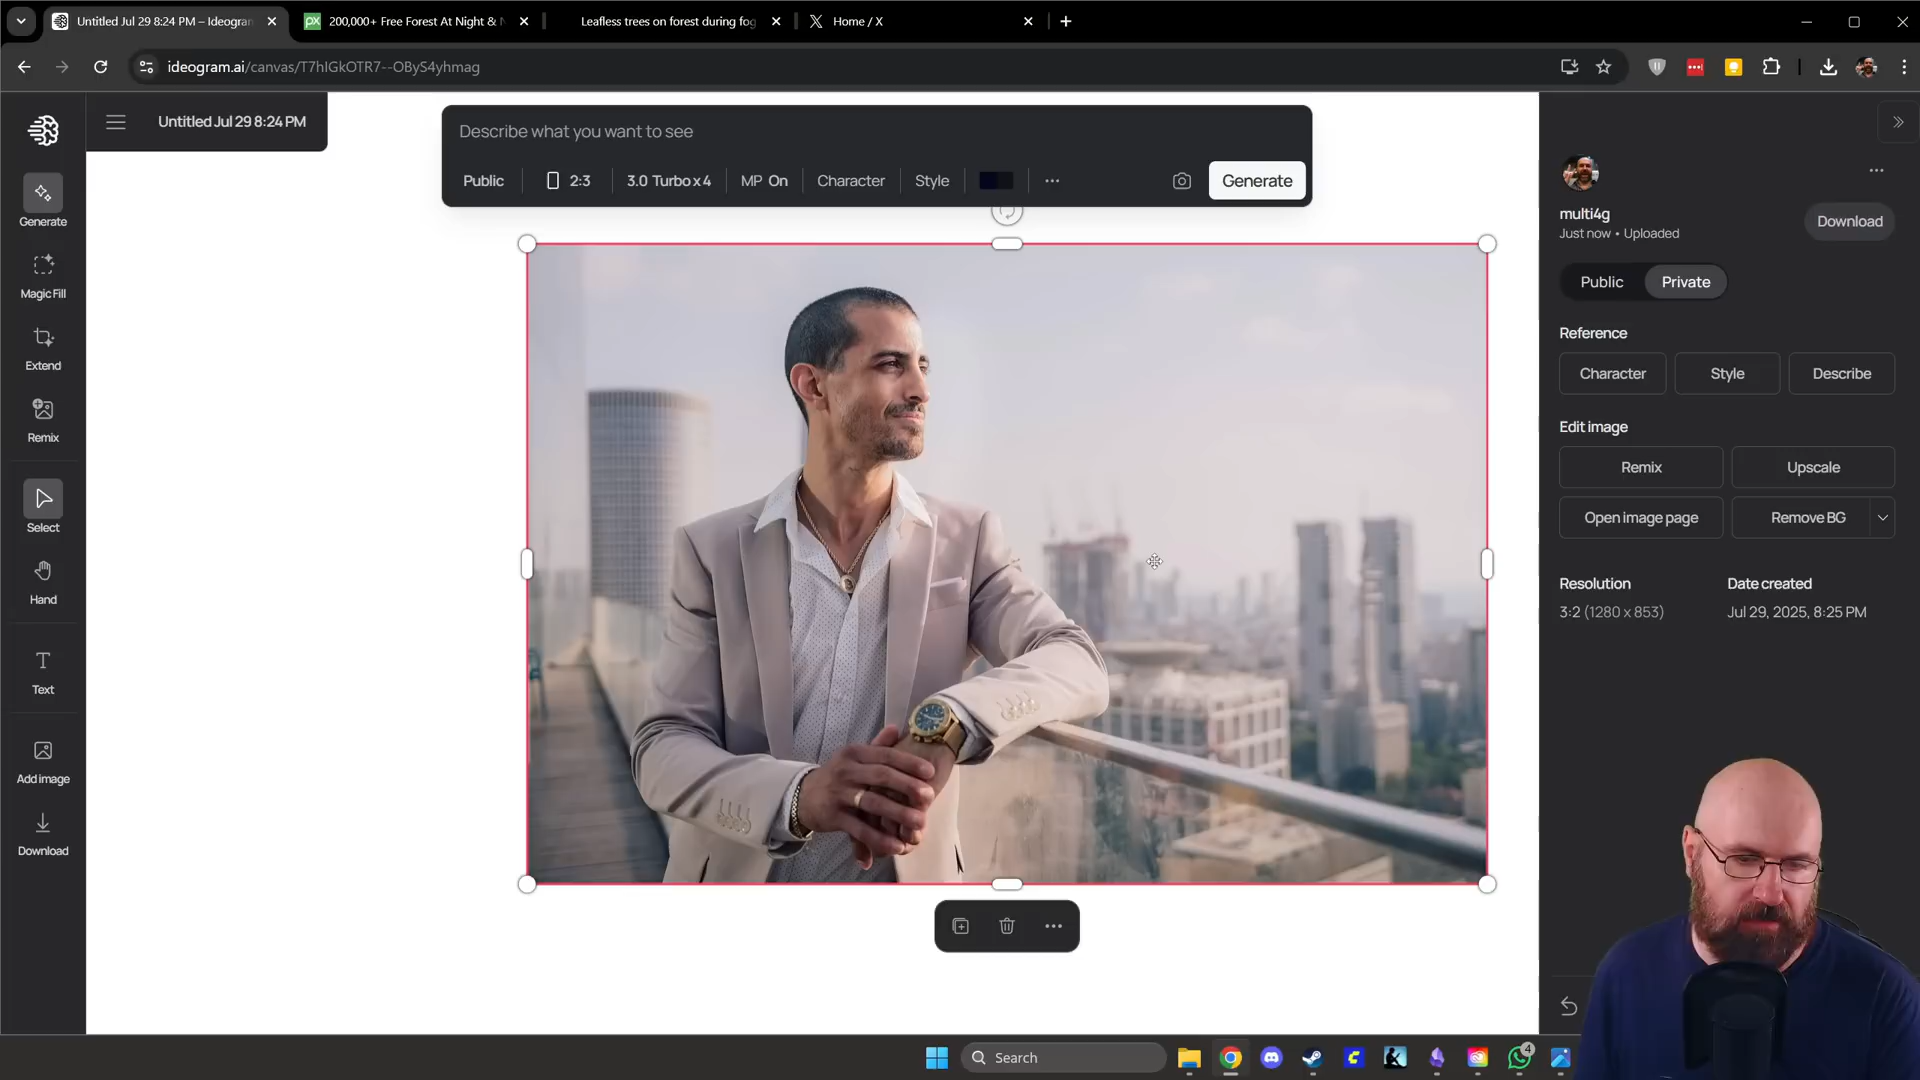 Untitled Jul 29 8:24 PM – Ideogram
200,000+ Free Forest At Night &
Leafless trees on forest during fog
Home / X
ideogram.ai/canvas/T7hIGkOTR7--OByS4yhmag
Untitled Jul 29 8:24 PM
Describe what you want to see
Public
2:3
3.0 Turbo x 4
MP On
Character
Style
Generate
Generate
Magic Fill
Extend
Remix
Select
Hand
Text
Add image
Download
multi4g
Just now • Uploaded
Download
Public
Private
Reference
Character
Style
Describe
Edit image
Remix
Upscale
Open image page
Remove BG
Resolution
Date created
3:2 (1280 x 853)
Jul 29, 2025, 8:25 PM
Search
4